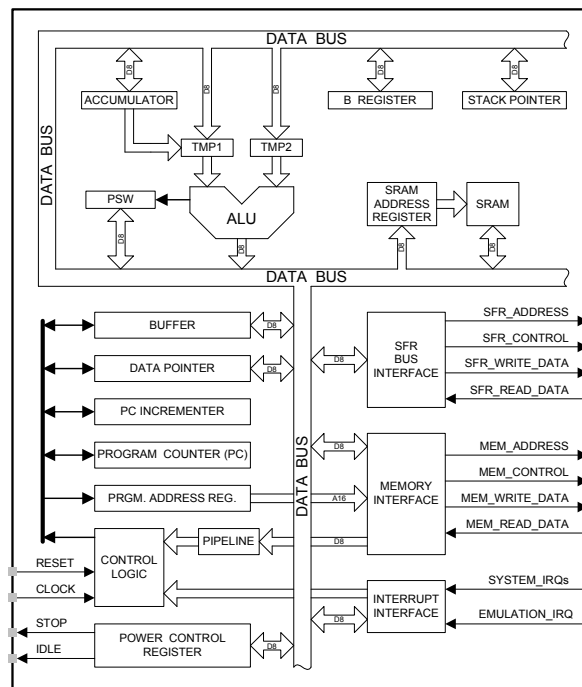 DATA BUS
DATA BUS
D8
D8
D8
D8
D8
ACCUMULATOR
B REGISTER
STACK POINTER
TMP1
TMP2
PSW
ALU
SRAM
ADDRESS
REGISTER
SRAM
D8
D8
D8
D8
DATA BUS
BUFFER
D8
DATA POINTER
D8
PC INCREMENTER
PROGRAM COUNTER (PC)
PRGM. ADDRESS REG.
A16
CONTROL
LOGIC
PIPELINE
D8
RESET
CLOCK
STOP
IDLE
POWER CONTROL
REGISTER
D8
DATA BUS
D8
SFR
BUS
INTERFACE
SFR_ADDRESS
SFR_CONTROL
SFR_WRITE_DATA
SFR_READ_DATA
D8
MEMORY
INTERFACE
MEM_ADDRESS
MEM_CONTROL
MEM_WRITE_DATA
MEM_READ_DATA
D8
INTERRUPT
INTERFACE
SYSTEM_IRQs
EMULATION_IRQ